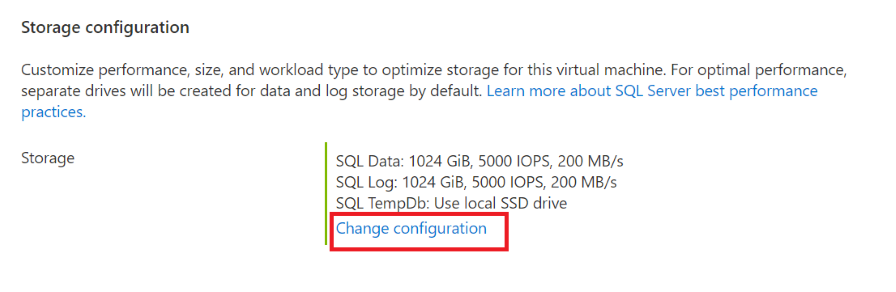 Storage configuration
Customize performance, size, and workload type to optimize storage for this virtual machine. For optimal performance,
separate drives will be created for data and log storage by default. Learn more about SQL Server best performance
practices.
Storage
SQL Data: 1024 GiB, 5000 IOPS, 200 MB/s
SQL Log: 1024 GiB, 5000 IOPS, 200 MB/s
SQL TempDb: Use local SSD drive
Change configuration